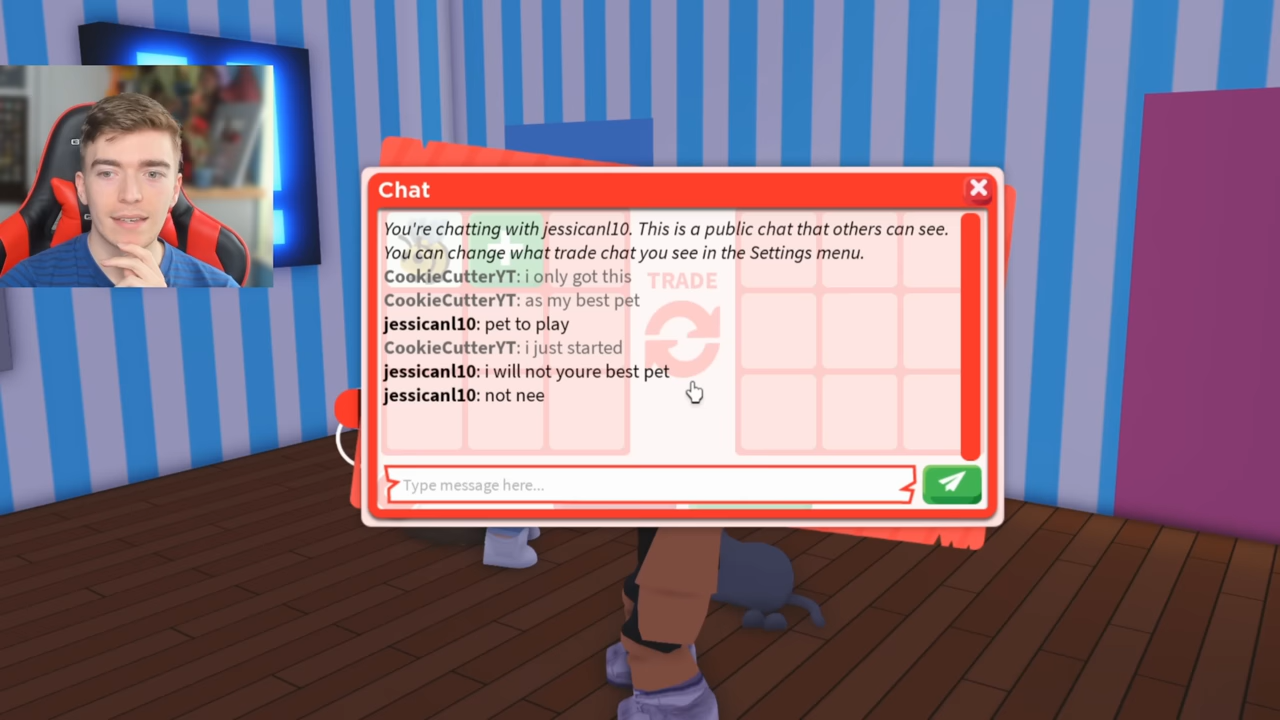 Chat
You're chatting with jessicanl10. This is a public chat that others can see.
You can change what trade chat you see in the Settings menu.
CookieCutterYT: i only got this
TRADE
CookieCutterYT: as my best pet
jessicanl10: pet to play
CookieCutterYT: i just started
jessicanl10: i will not youre best pet
jessicanl10: not nee
Type message here...